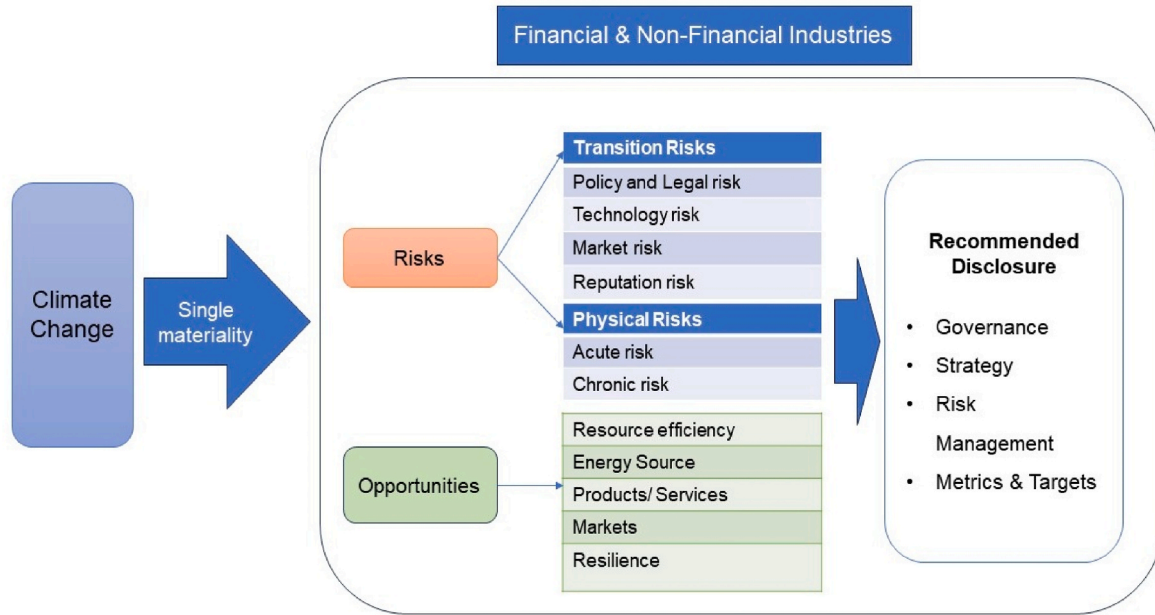 Financial & Non-Financial Industries
Climate
Change
Single
materiality
Risks
Transition Risks
Policy and Legal risk
Technology risk
Market risk
Reputation risk
Physical Risks
Acute risk
Chronic risk
Opportunities
Resource efficiency
Energy Source
Products/ Services
Markets
Resilience
Recommended
Disclosure
• Governance
• Strategy
• Risk
Management
• Metrics & Targets